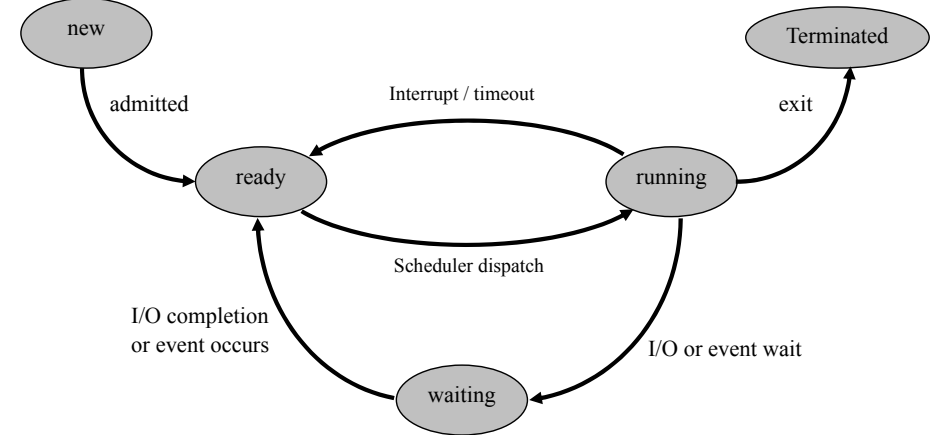 new
Terminated
admitted
Interrupt / timeout
exit
ready
running
Scheduler dispatch
I/O completion
or event occurs
I/O or event wait
waiting